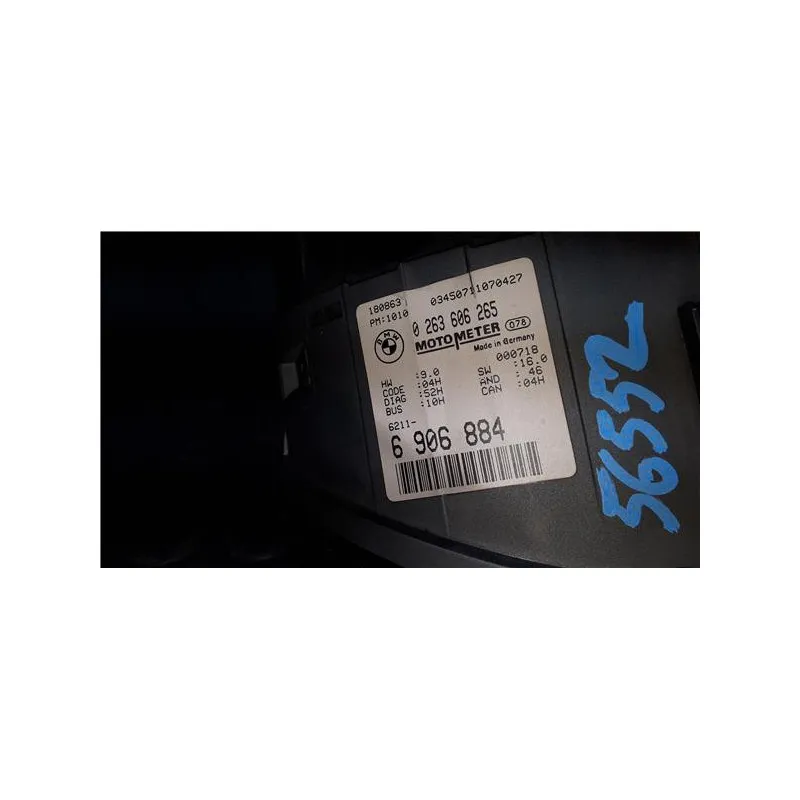 180863 03450711070427
PM:1010
BMW 0 263 606 265
MOTOMETER 078
Made in Germany
000718
HW :9.0 SW :16.0
CODE :04H AND : 46
DIAG :52H CAN :04H
BUS :10H
6211-
6 906 884
56552